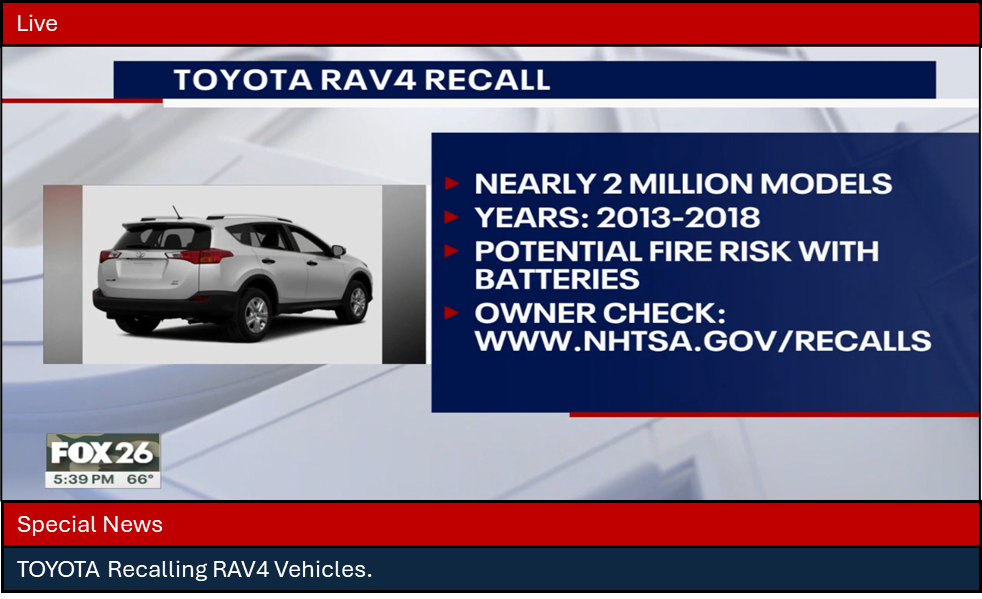 Live
TOYOTA RAV4 RECALL
NEARLY 2 MILLION MODELS
YEARS: 2013-2018
POTENTIAL FIRE RISK WITH
BATTERIES
OWNER CHECK:
WWW.NHTSA.GOV/RECALLS
FOX 26
5:39 PM 66°
Special News
TOYOTA Recalling RAV4 Vehicles.